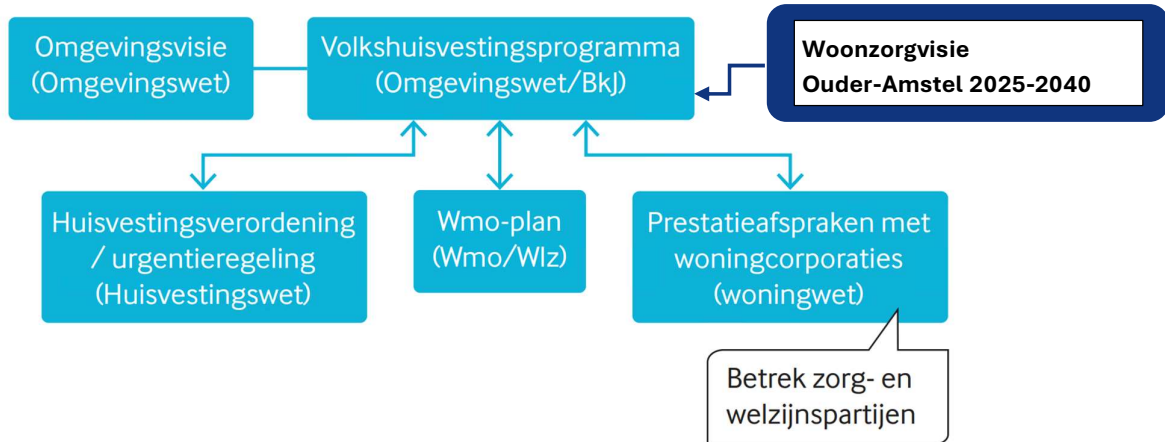 Omgevingsvisie
(Omgevingswet)
Volkshuisvestingsprogramma
(Omgevingswet/BkJ)
Woonzorgvisie
Ouder-Amstel 2025-2040
Huisvestingsverordening
/ urgentieregeling
(Huisvestingswet)
Wmo-plan
(Wmo/Wlz)
Prestatieafspraken met
woningcorporaties
(woningwet)
Betrek zorg- en
welzijnspartijen